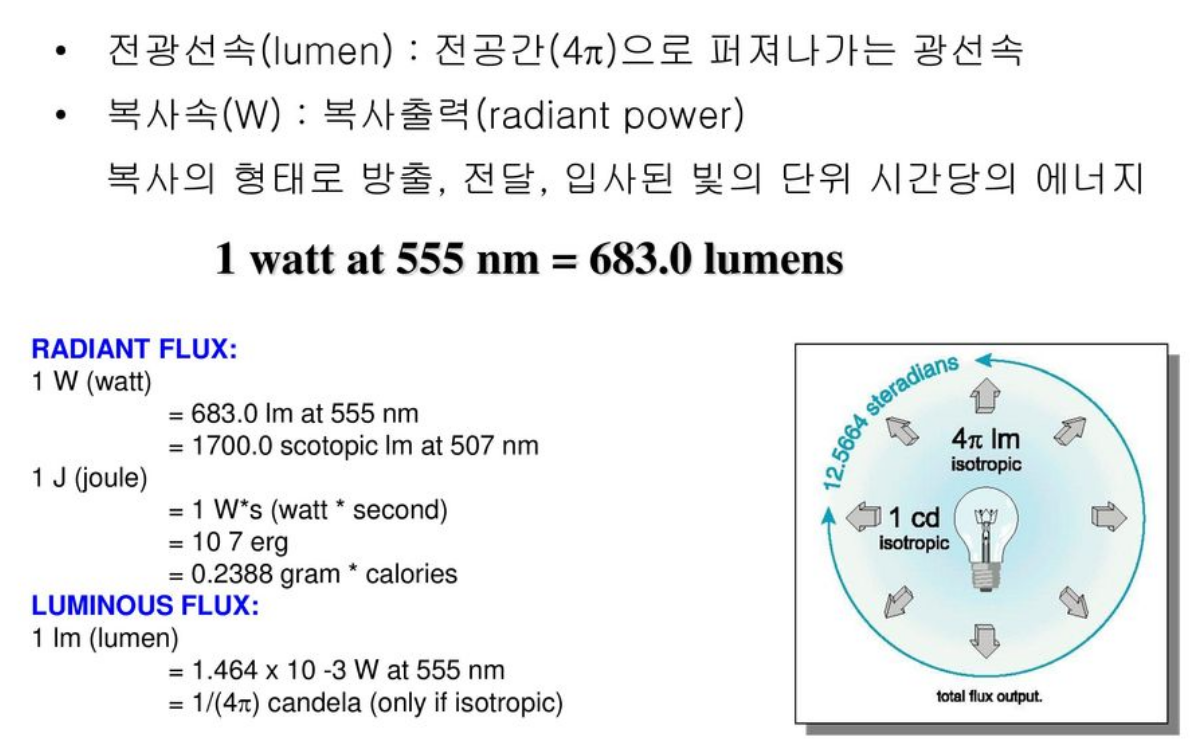 • 전광선속(lumen) : 전공간(4π)으로 퍼져나가는 광선속
• 복사속(W) : 복사출력(radiant power)
복사의 형태로 방출, 전달, 입사된 빛의 단위 시간당의 에너지
1 watt at 555 nm = 683.0 lumens
RADIANT FLUX:
1 W (watt)
= 683.0 lm at 555 nm
= 1700.0 scotopic lm at 507 nm
1 J (joule)
= 1 W*s (watt * second)
= 10 7 erg
= 0.2388 gram * calories
LUMINOUS FLUX:
1 lm (lumen)
= 1.464 x 10 -3 W at 555 nm
= 1/(4π) candela (only if isotropic)
12.5664 steradians
4π lm
isotropic
1 cd
isotropic
total flux output.